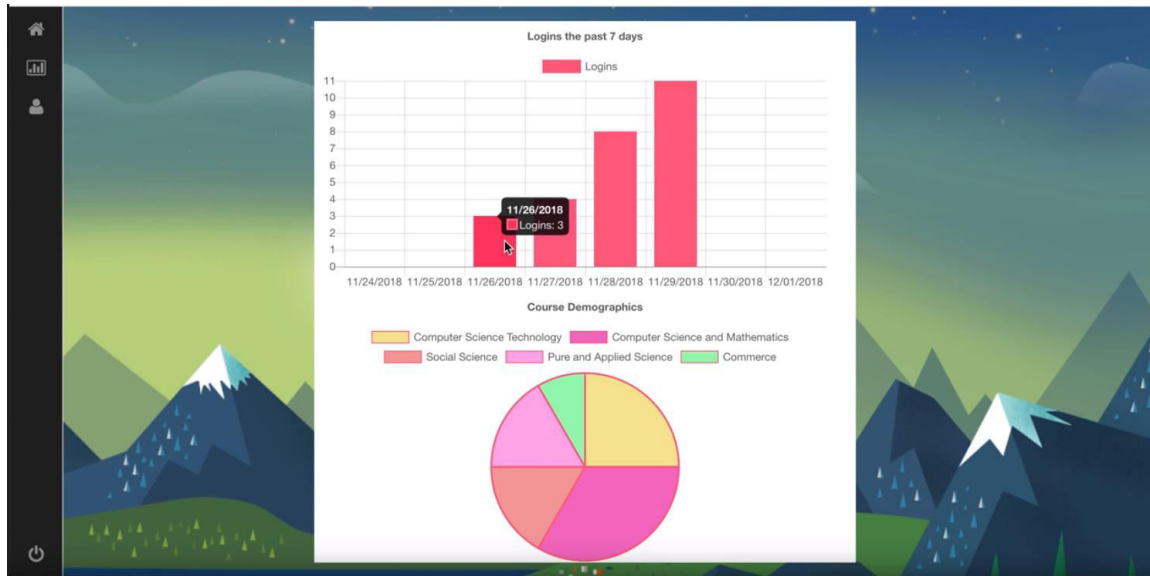 Logins the past 7 days
Logins
11
10
9
8
7
6
5
4
3
2
1
0
11/26/2018
Logins: 3
11/24/2018 11/25/2018 11/26/2018 11/27/2018 11/28/2018 11/29/2018 11/30/2018 12/01/2018
Course Demographics
Computer Science Technology Computer Science and Mathematics
Social Science Pure and Applied Science Commerce